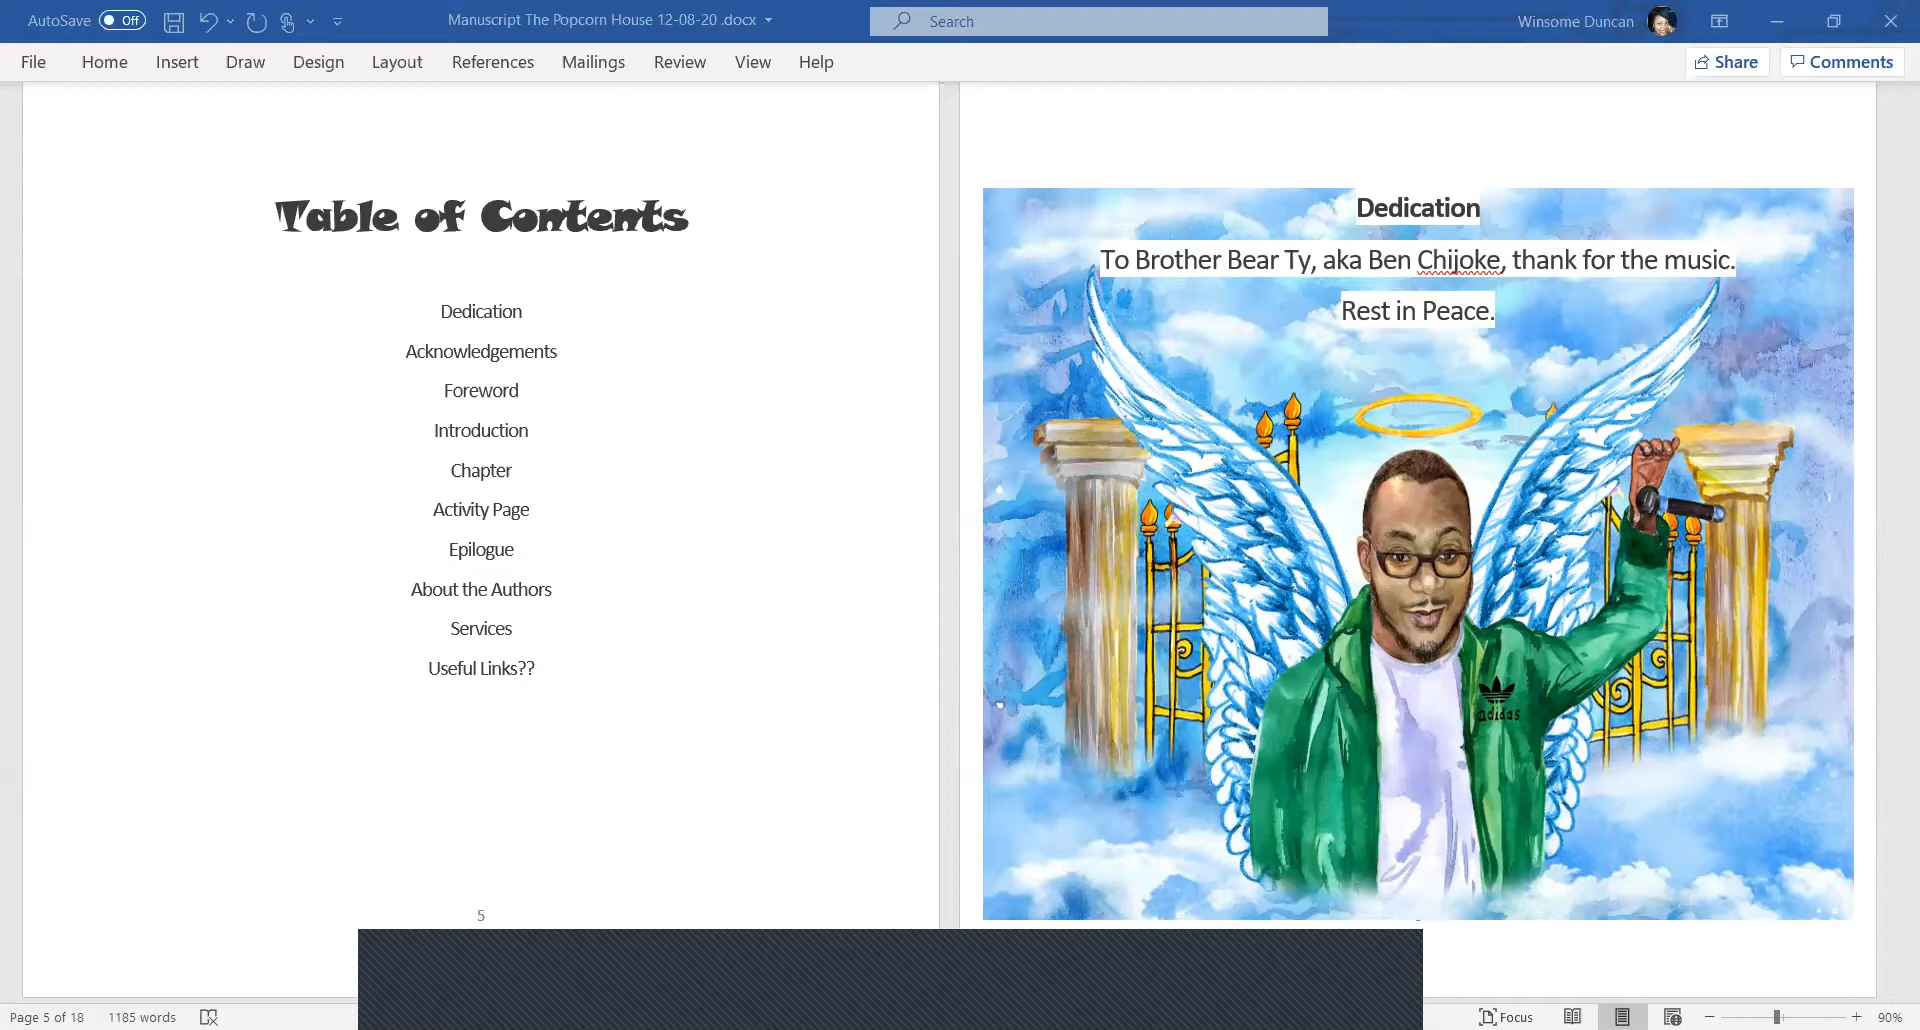 AutoSave Off
Manuscript The Popcorn House 12-08-20 .docx
Search
Winsome Duncan
File Home Insert Draw Design Layout References Mailings Review View Help
Share Comments
Table of Contents
Dedication
Acknowledgements
Foreword
Introduction
Chapter
Activity Page
Epilogue
About the Authors
Services
Useful Links??
5
Dedication
To Brother Bear Ty, aka Ben Chijoke, thank for the music.
Rest in Peace.
adidas
Page 5 of 18 1185 words
Focus
90%